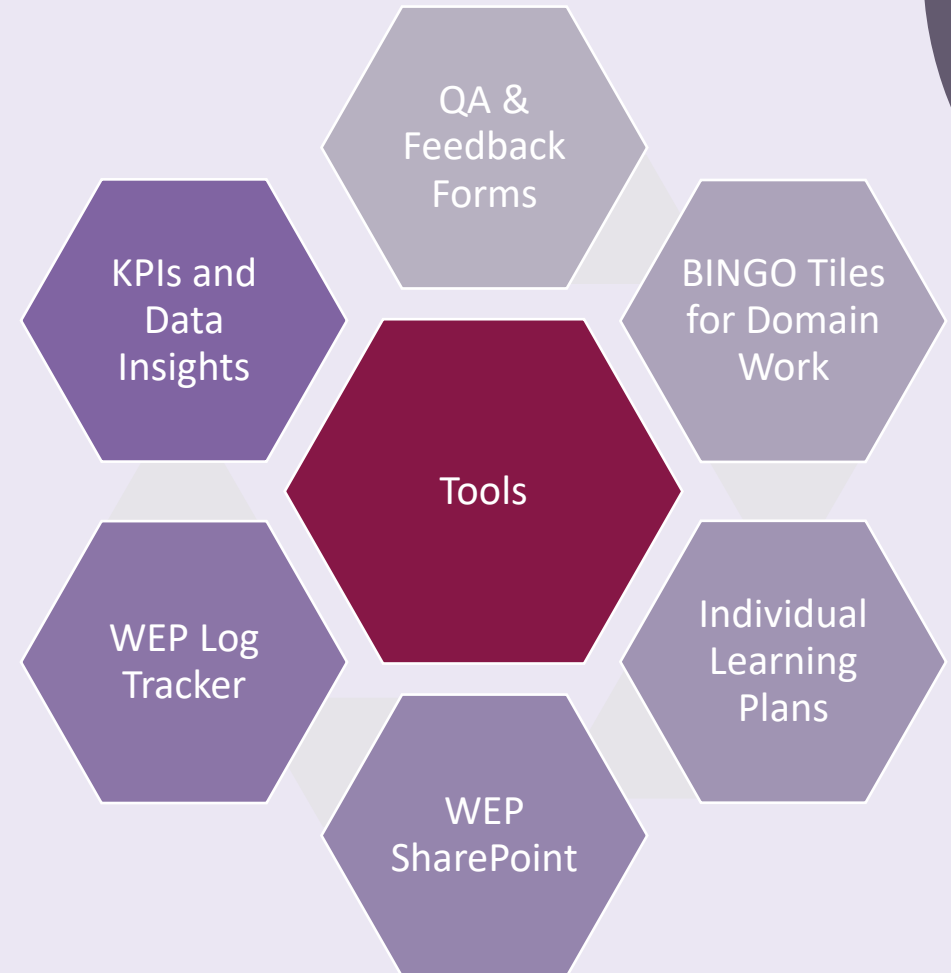 QA &
Feedback
Forms
KPIs and
Data
Insights
BINGO Tiles
for Domain
Work
Tools
WEP Log
Tracker
Individual
Learning
Plans
WEP
SharePoint